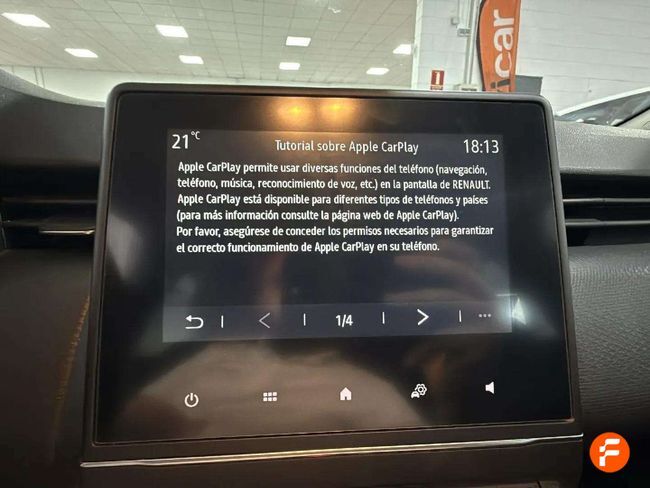 icar
21°C
Tutorial sobre Apple CarPlay
18:13
Apple CarPlay permite usar diversas funciones del teléfono (navegación,
teléfono, música, reconocimiento de voz, etc.) en la pantalla de RENAULT.
Apple CarPlay está disponible para diferentes tipos de teléfonos y países
(para más información consulte la página web de Apple CarPlay).
Por favor, asegúrese de conceder los permisos necesarios para garantizar
el correcto funcionamiento de Apple CarPlay en su teléfono.
1/4